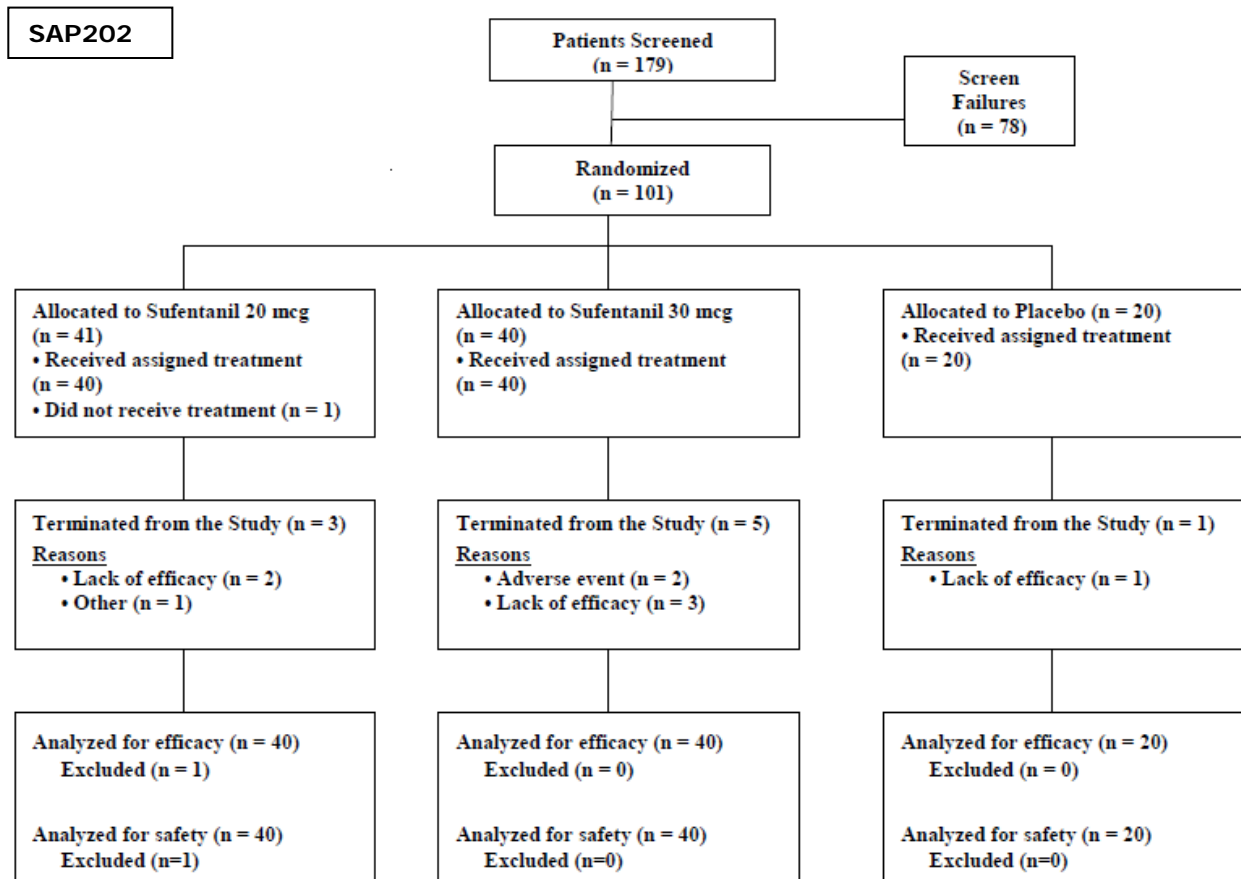 SAP202
Patients Screened
(n = 179)
Screen
Failures
(n = 78)
Randomized
(n = 101)
Allocated to Sufentanil 20 mcg
(n = 41)
• Received assigned treatment
(n = 40)
• Did not receive treatment (n = 1)
Allocated to Sufentanil 30 mcg
(n = 40)
• Received assigned treatment
(n = 40)
Allocated to Placebo (n = 20)
• Received assigned treatment
(n = 20)
Terminated from the Study (n = 3)
Reasons
• Lack of efficacy (n = 2)
• Other (n = 1)
Terminated from the Study (n = 5)
Reasons
• Adverse event (n = 2)
• Lack of efficacy (n = 3)
Terminated from the Study (n = 1)
Reasons
• Lack of efficacy (n = 1)
Analyzed for efficacy (n = 40)
Excluded (n = 1)
Analyzed for safety (n = 40)
Excluded (n=1)
Analyzed for efficacy (n = 40)
Excluded (n = 0)
Analyzed for safety (n = 40)
Excluded (n=0)
Analyzed for efficacy (n = 20)
Excluded (n = 0)
Analyzed for safety (n = 20)
Excluded (n=0)